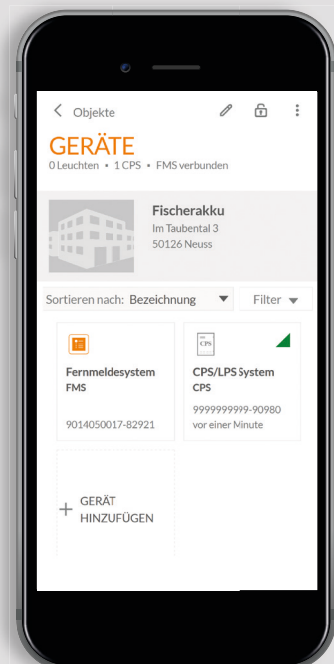 Objekte
GERÄTE
0 Leuchten • 1 CPS • FMS verbunden
Fischerakku
Im Taubental 3
50126 Neuss
Sortieren nach: Bezeichnung
Filter
Fernmeldesystem
FMS
9014050017-82921
CPS
CPS/LPS System
CPS
9999999999-90980
vor einer Minute
GERÄT
HINZUFÜGEN